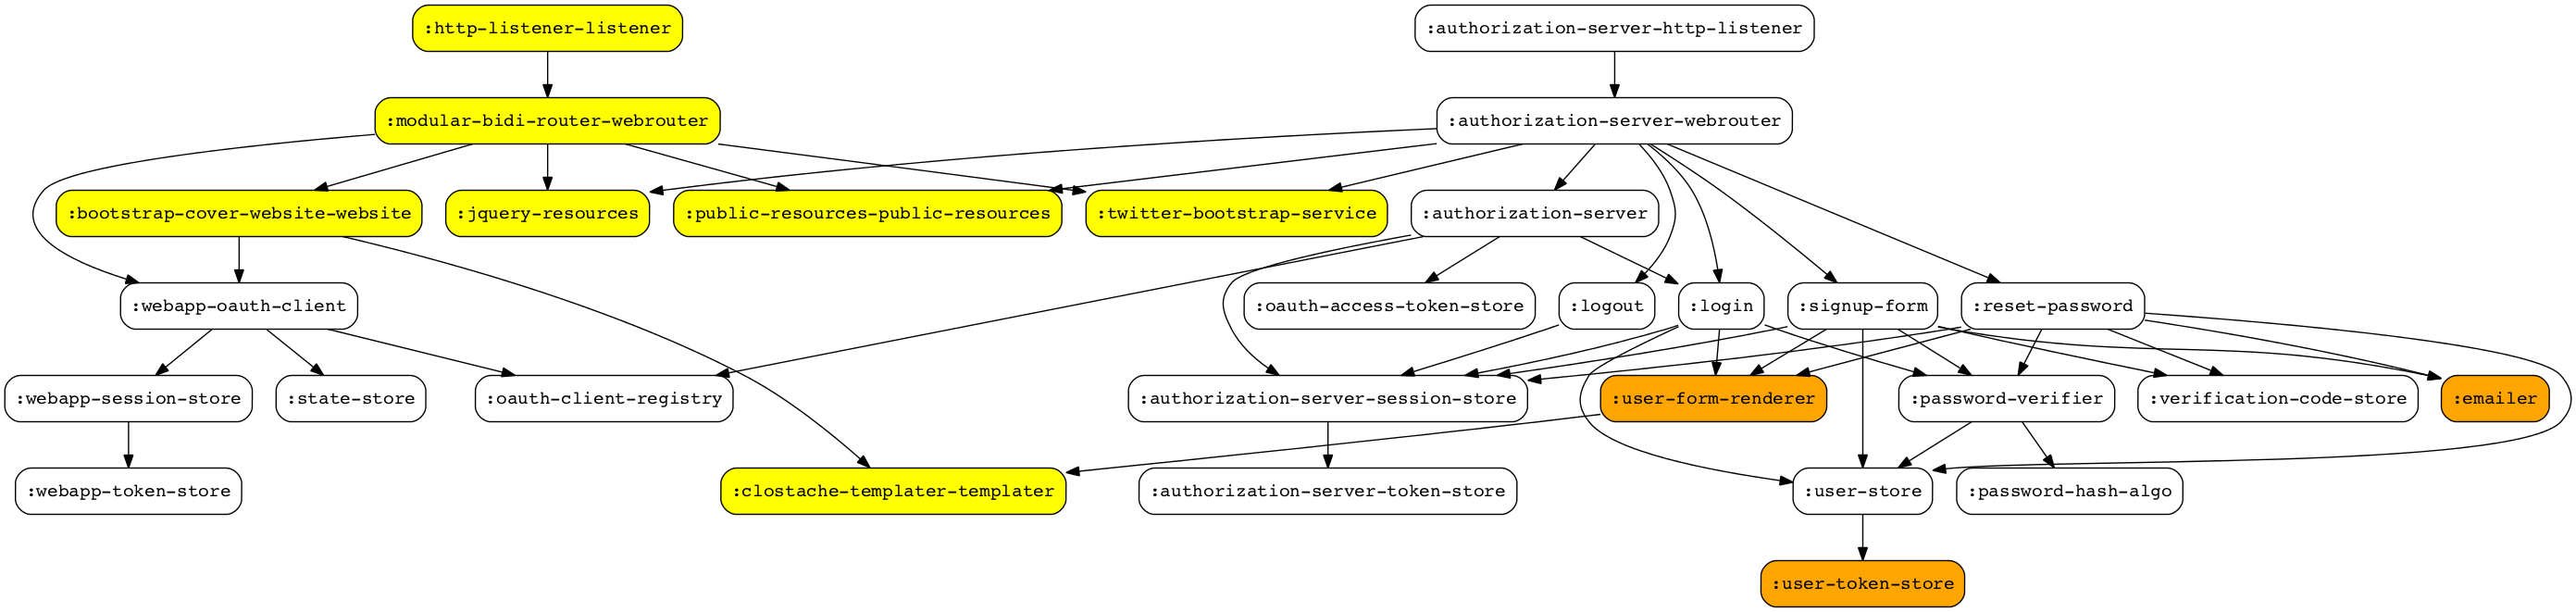 :http-listener-listener
:authorization-server-http-listener
:modular-bidi-router-webrouter
:authorization-server-webrouter
:bootstrap-cover-website-website
:jquery-resources
:public-resources-public-resources
:twitter-bootstrap-service
:authorization-server
:webapp-oauth-client
:oauth-access-token-store
:logout
:login
:signup-form
:reset-password
:webapp-session-store
:state-store
:oauth-client-registry
:authorization-server-session-store
:user-form-renderer
:password-verifier
:verification-code-store
:emailer
:webapp-token-store
:clostache-templater-templater
:authorization-server-token-store
:user-store
:password-hash-algo
:user-token-store